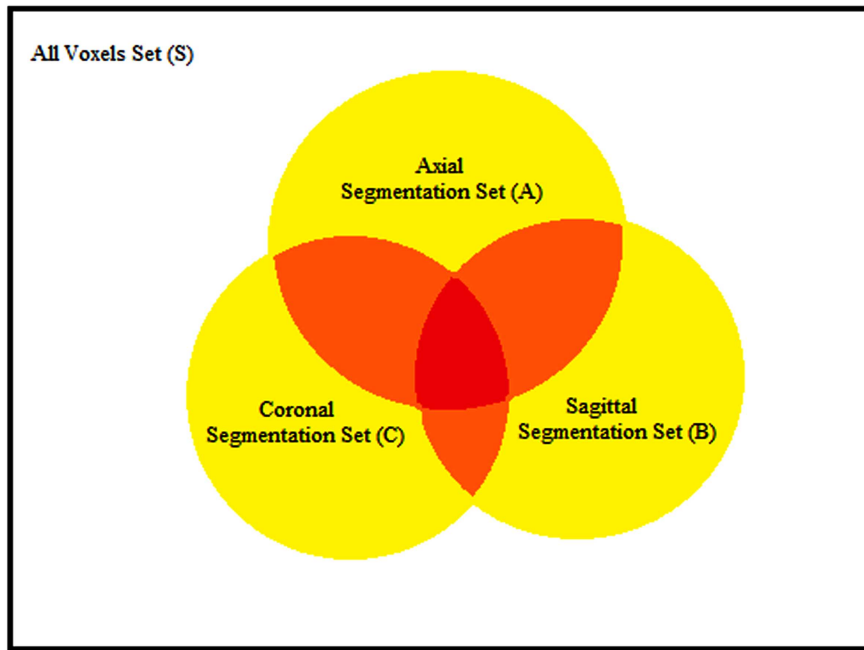 All Voxels Set (S)
Axial
Segmentation Set (A)
Coronal
Segmentation Set (C)
Sagittal
Segmentation Set (B)